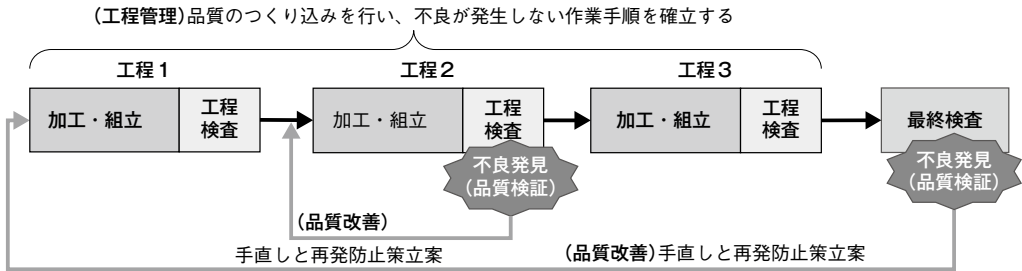 (工程管理)品質のつくり込みを行い、不良が発生しない作業手順を確立する
工程1
工程2
工程3
加工・組立
工程
検査
加工・組立
工程
検査
加工・組立
工程
検査
最終検査
不良発見
(品質検証)
不良発見
(品質検証)
(品質改善)
手直しと再発防止策立案
(品質改善)手直しと再発防止策立案